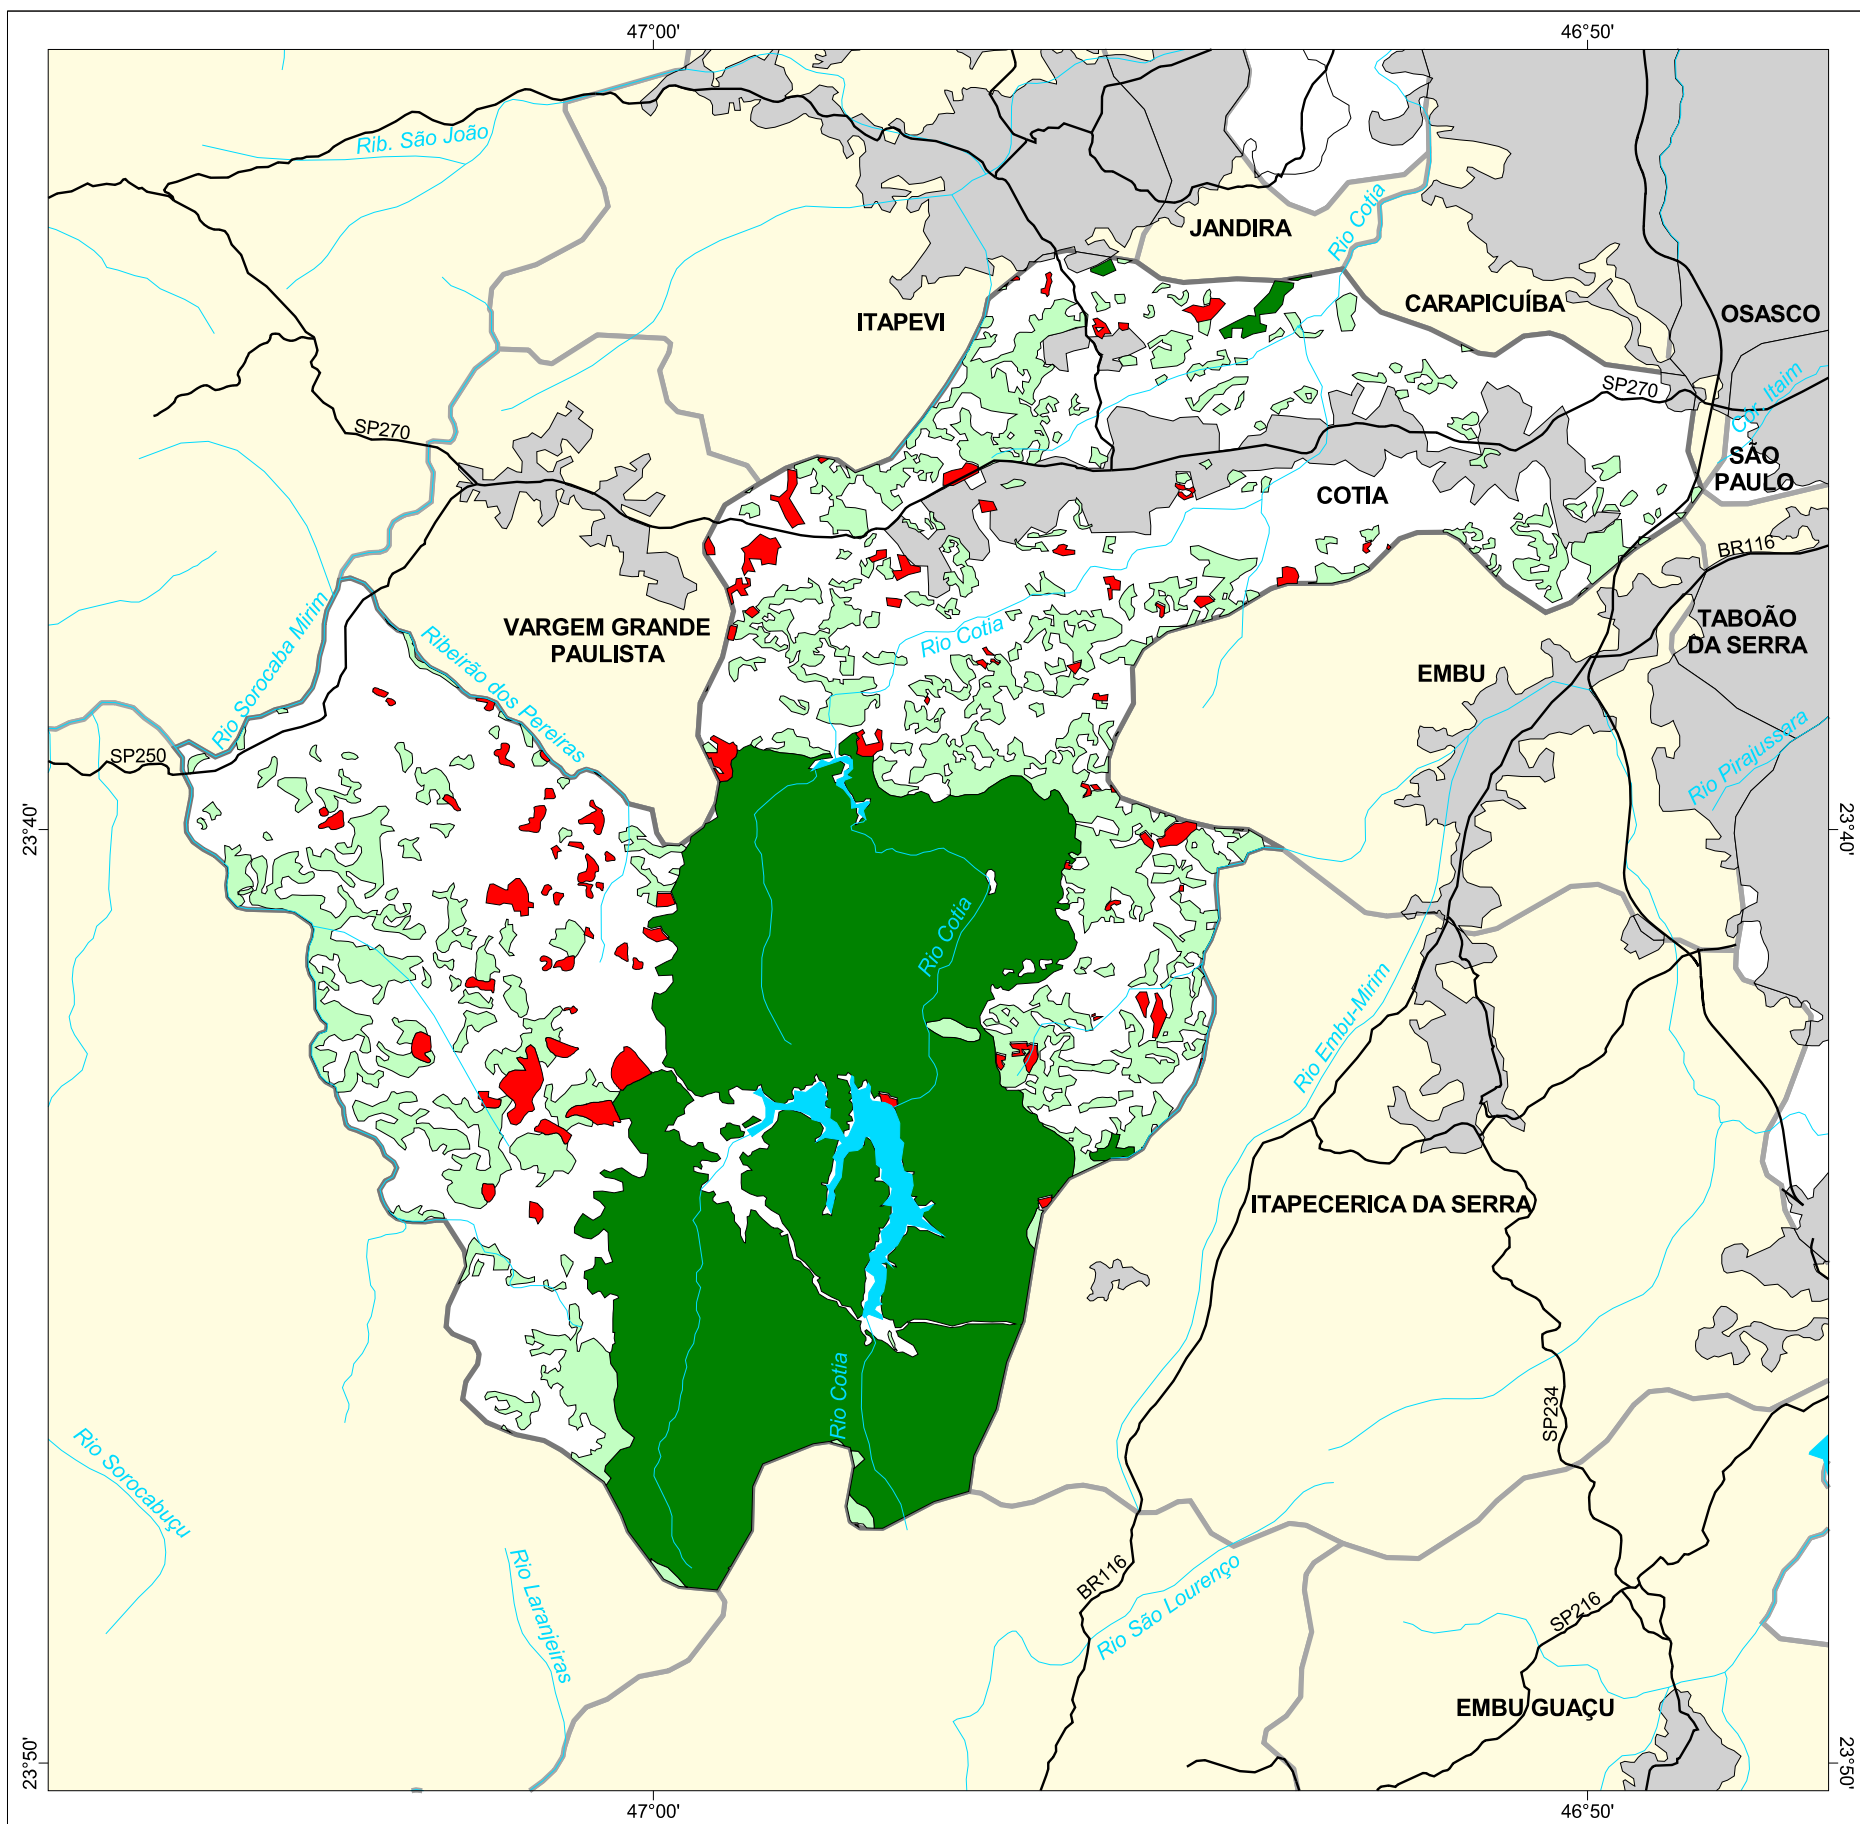 47°00'
46°50'
Rib. São João
JANDIRA
Rio Cotia
CARAPICUÍBA
ITAPEVI
OSASCO
SP270
Cór. Itaim
SP270
SÃO
PAULO
COTIA
BR116
Rio Sorocaba Mirim
VARGEM GRANDE
PAULISTA
Ribeirão dos Pereiras
Rio Cotia
TABOÃO
DA SERRA
EMBU
SP250
Rio Pirajussara
23°40'
23°40'
Rio Cotia
Rio Embu-Mirim
ITAPECERICA DA SERRA
Rio Cotia
SP234
Rio Sorocabuçu
Rio Laranjeiras
BR116
Rio São Lourenço
SP216
EMBU GUAÇU
23°50'
23°50'
47°00'
46°50'